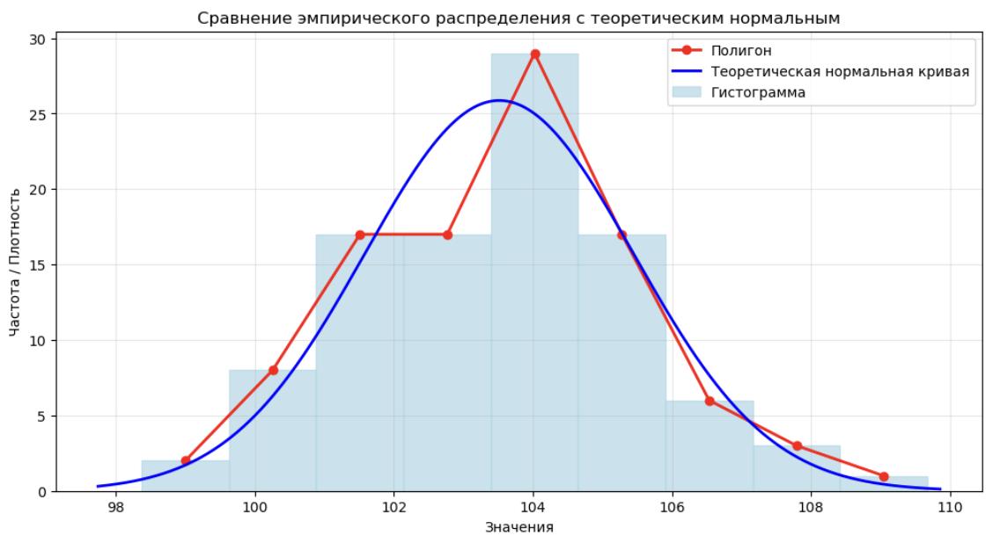 Сравнение эмпирического распределения с теоретическим нормальным
30
25
20
15
10
5
0
Частота / Плотность
Полигон
Теоретическая нормальная кривая
Гистограмма
98 100 102 104 106 108 110
Значения